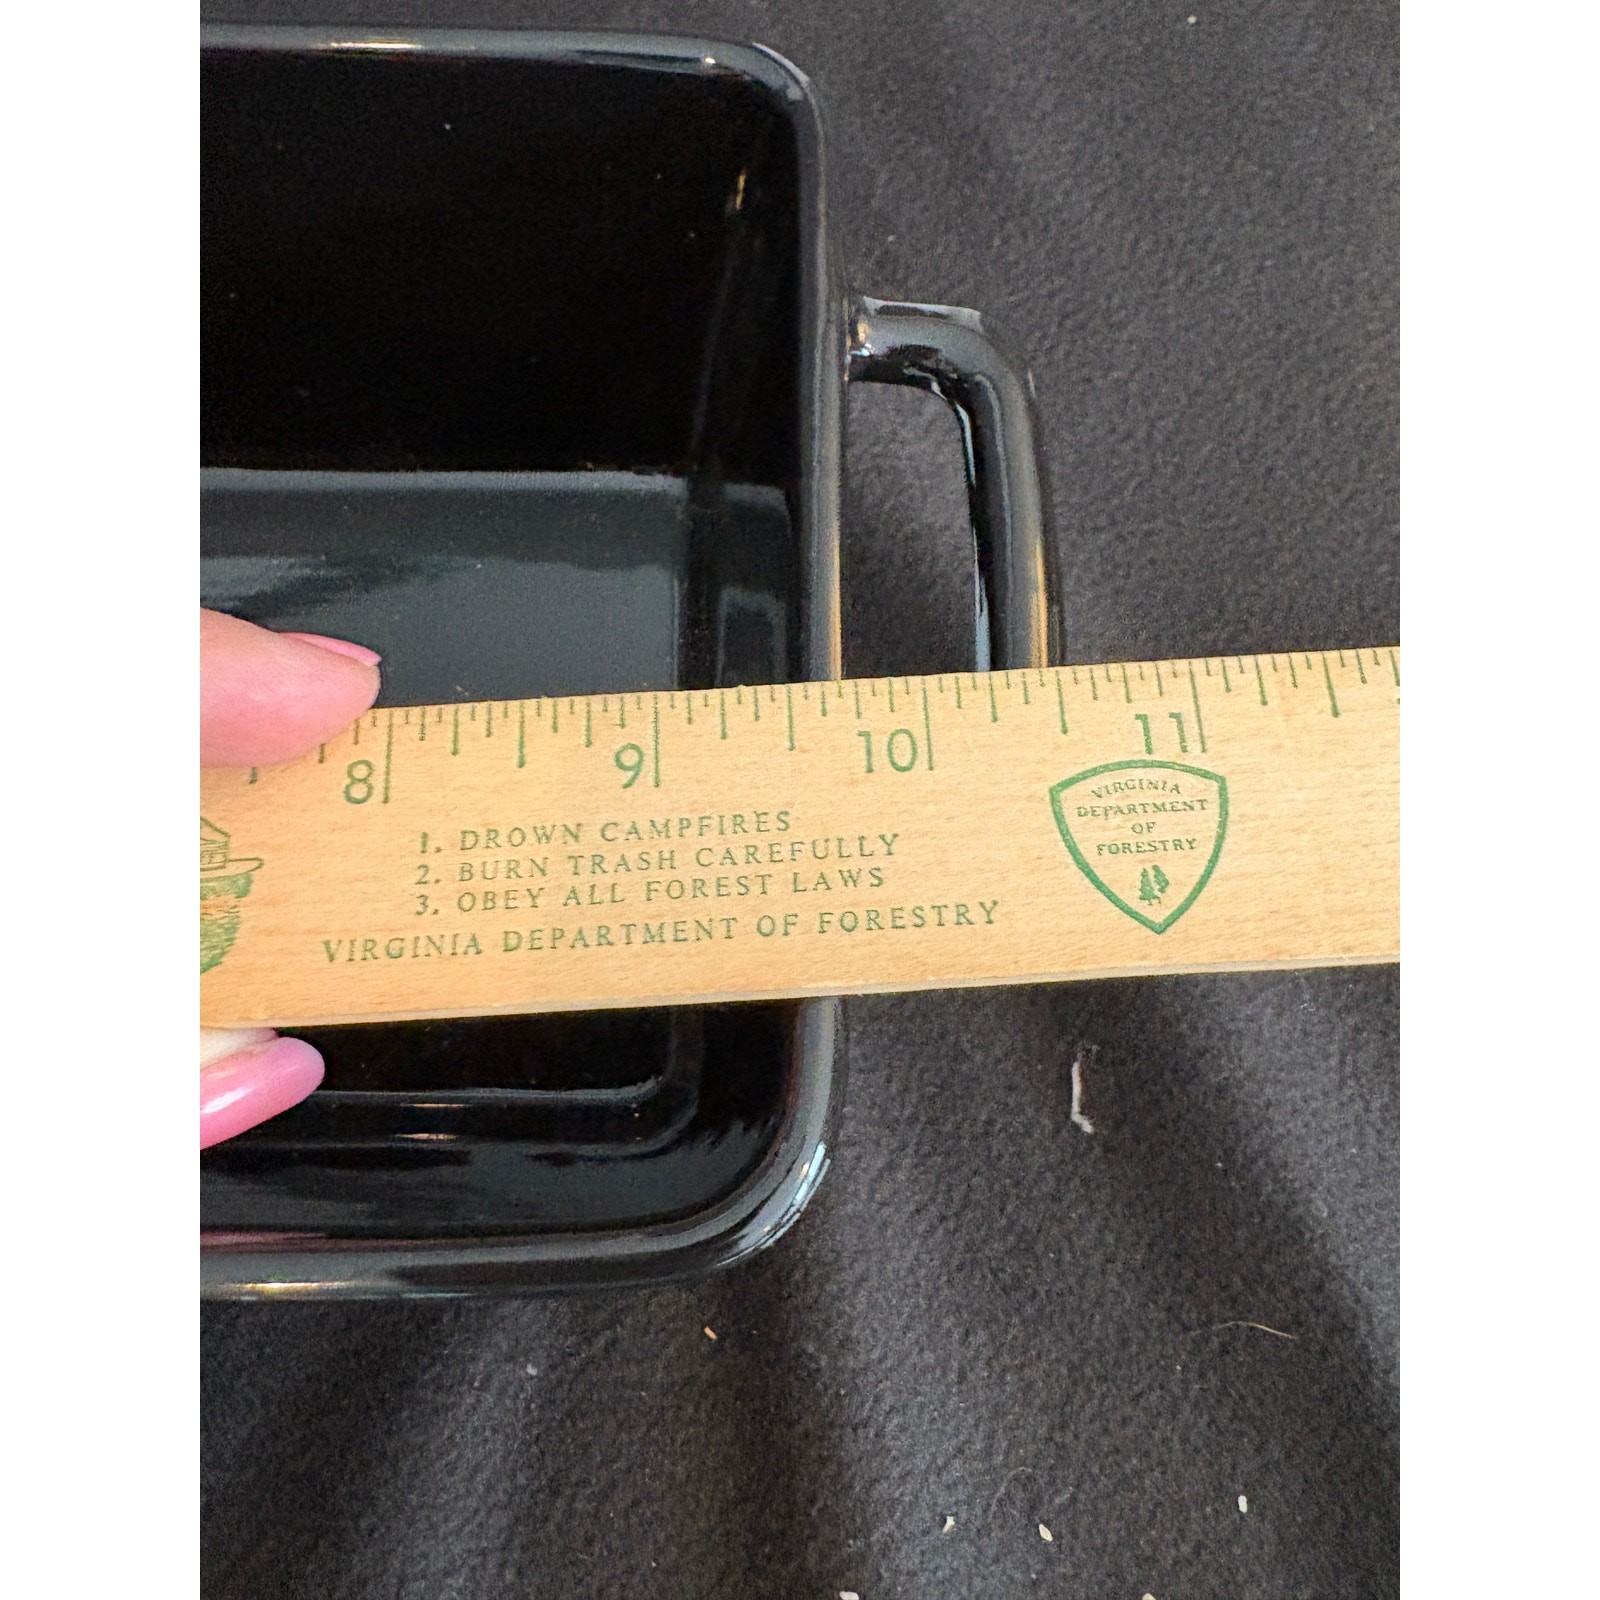 8 9 10 11
1. DROWN CAMPFIRES
2. BURN TRASH CAREFULLY
3. OBEY ALL FOREST LAWS
VIRGINIA DEPARTMENT OF FORESTRY
VIRGINIA
DEPARTMENT
OF
FORESTRY